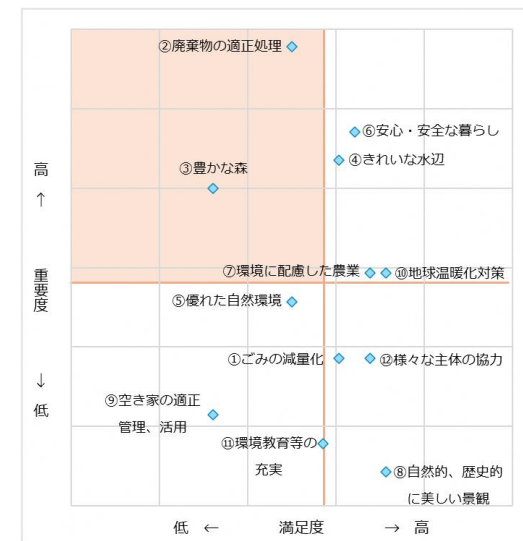 ②廃棄物の適正処理
⑥安心・安全な暮らし
④きれいな水辺
③豊かな森
高
↑
重要度
↓
低
⑦環境に配慮した農業
⑩地球温暖化対策
⑤優れた自然環境
①ごみの減量化
⑫様々な主体の協力
⑨空き家の適正
管理、活用
⑪環境教育等の
充実
⑧自然的、歴史的
に美しい景観
低 ← 満足度 → 高